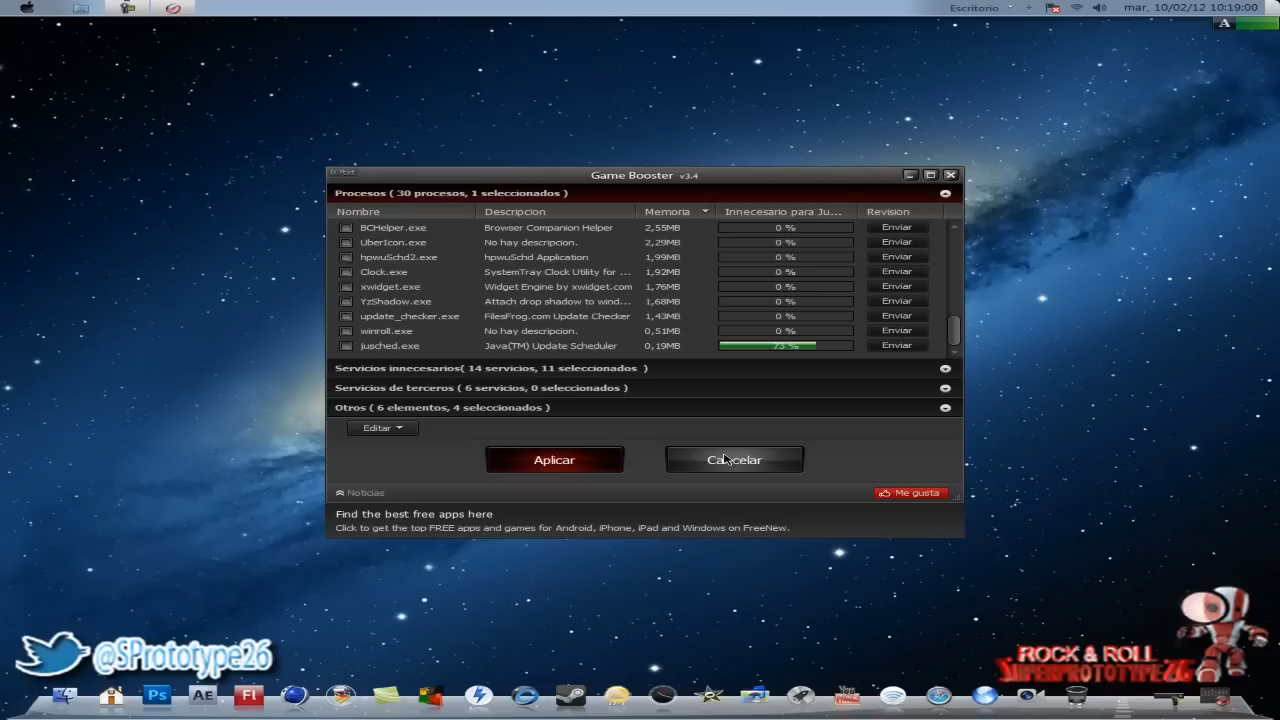 Escritorio
mar, 10/02/12 10:19:00
A
Game Booster v3.4
Procesos ( 30 procesos, 1 seleccionados )
Nombre Descripcion Memoria Innecesario para Ju... Revision
BCHelper.exe Browser Companion Helper 2,55MB 0 % Enviar
UberIcon.exe No hay descripcion. 2,29MB 0 % Enviar
hpwuSchd2.exe hpwuSchd Application 1,99MB 0 % Enviar
Clock.exe SystemTray Clock Utility for ... 1,92MB 0 % Enviar
xwidget.exe Widget Engine by xwidget.com 1,76MB 0 % Enviar
YzShadow.exe Attach drop shadow to wind... 1,68MB 0 % Enviar
update_checker.exe FilesFrog.com Update Checker 1,43MB 0 % Enviar
winroll.exe No hay descripcion. 0,51MB 0 % Enviar
jusched.exe Java(TM) Update Scheduler 0,19MB 73 % Enviar
Servicios innecesarios( 14 servicios, 11 seleccionados )
Servicios de terceros ( 6 servicios, 0 seleccionados )
Otros ( 6 elementos, 4 seleccionados )
Editar
Aplicar Cancelar
Noticias Me gusta
Find the best free apps here
Click to get the top FREE apps and games for Android, iPhone, iPad and Windows on FreeNew.
@SPrototype26
ROCK & ROLL
SUPERPROTOTYPE26
Ps AE Fl You